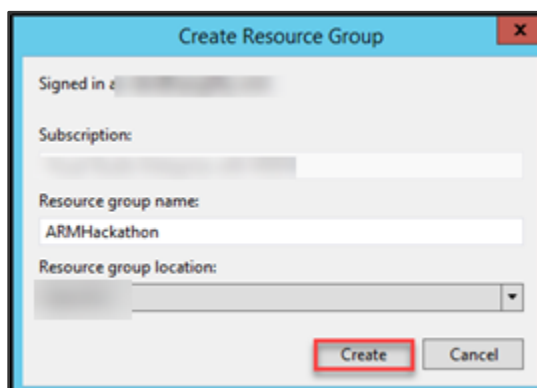 Create Resource Group
x
Signed in a
Subscription:
Resource group name:
ARMHackathon
Resource group location:
Create
Cancel